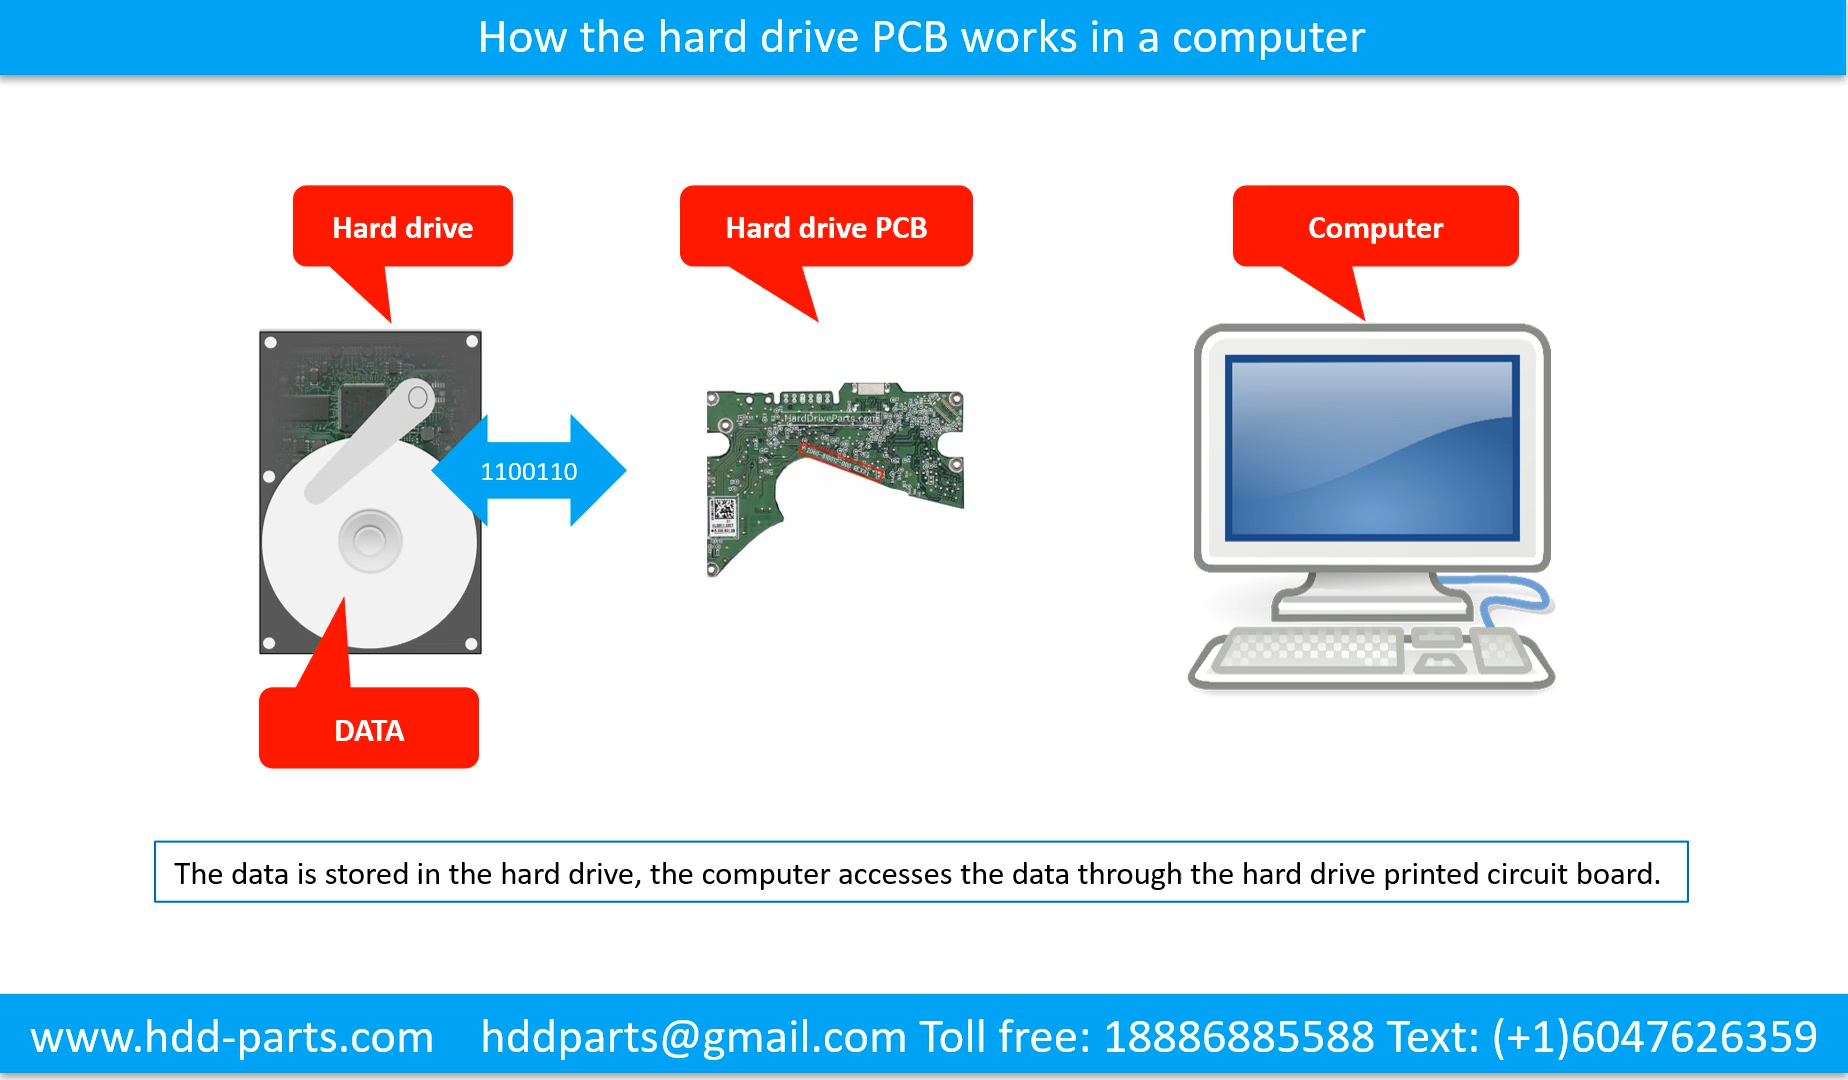 How the hard drive PCB works in a computer
Hard drive
Hard drive PCB
Computer
1100110
HardDriveParts.com
DATA
The data is stored in the hard drive, the computer accesses the data through the hard drive printed circuit board.
www.hdd-parts.com hddparts@gmail.com Toll free: 18886885588 Text: (+1)6047626359